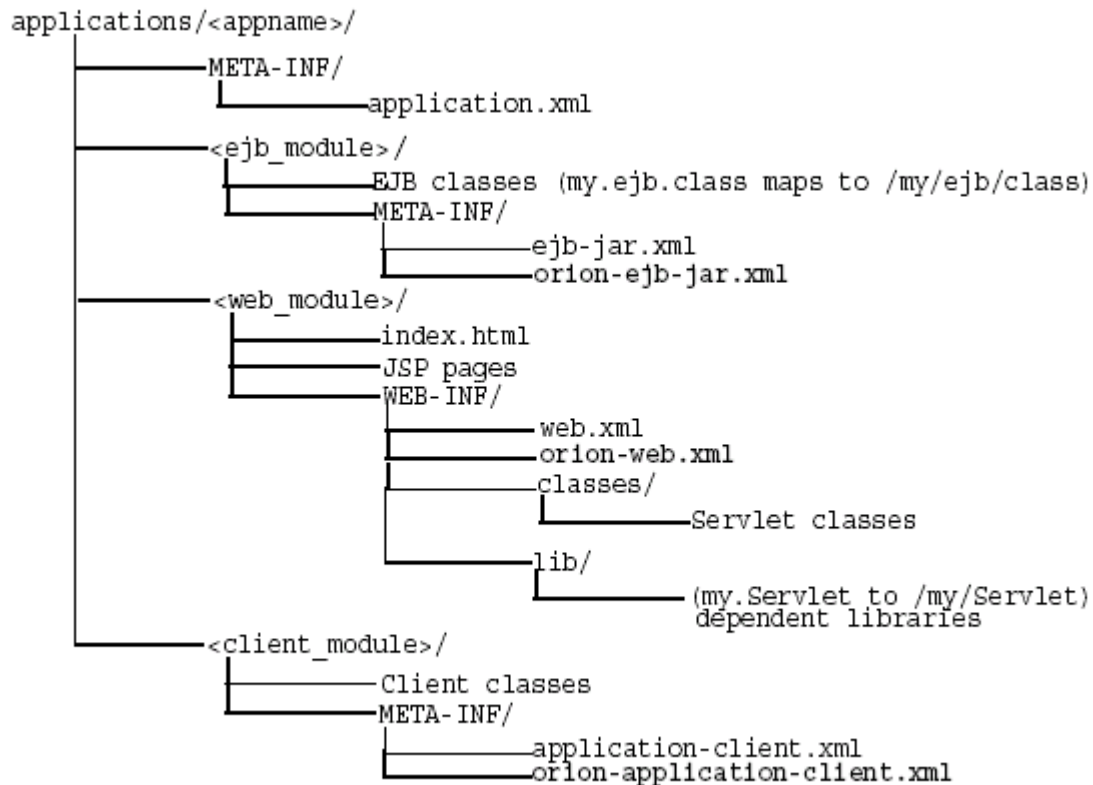 applications/<appname>/
META-INF/
application.xml
<ejb_module>/
EJB classes (my.ejb.class maps to /my/ejb/class)
META-INF/
ejb-jar.xml
orion-ejb-jar.xml
<web_module>/
index.html
JSP pages
WEB-INF/
web.xml
orion-web.xml
classes/
Servlet classes
lib/
(my.Servlet to /my/Servlet)
dependent libraries
<client_module>/
Client classes
META-INF/
application-client.xml
orion-application-client.xml